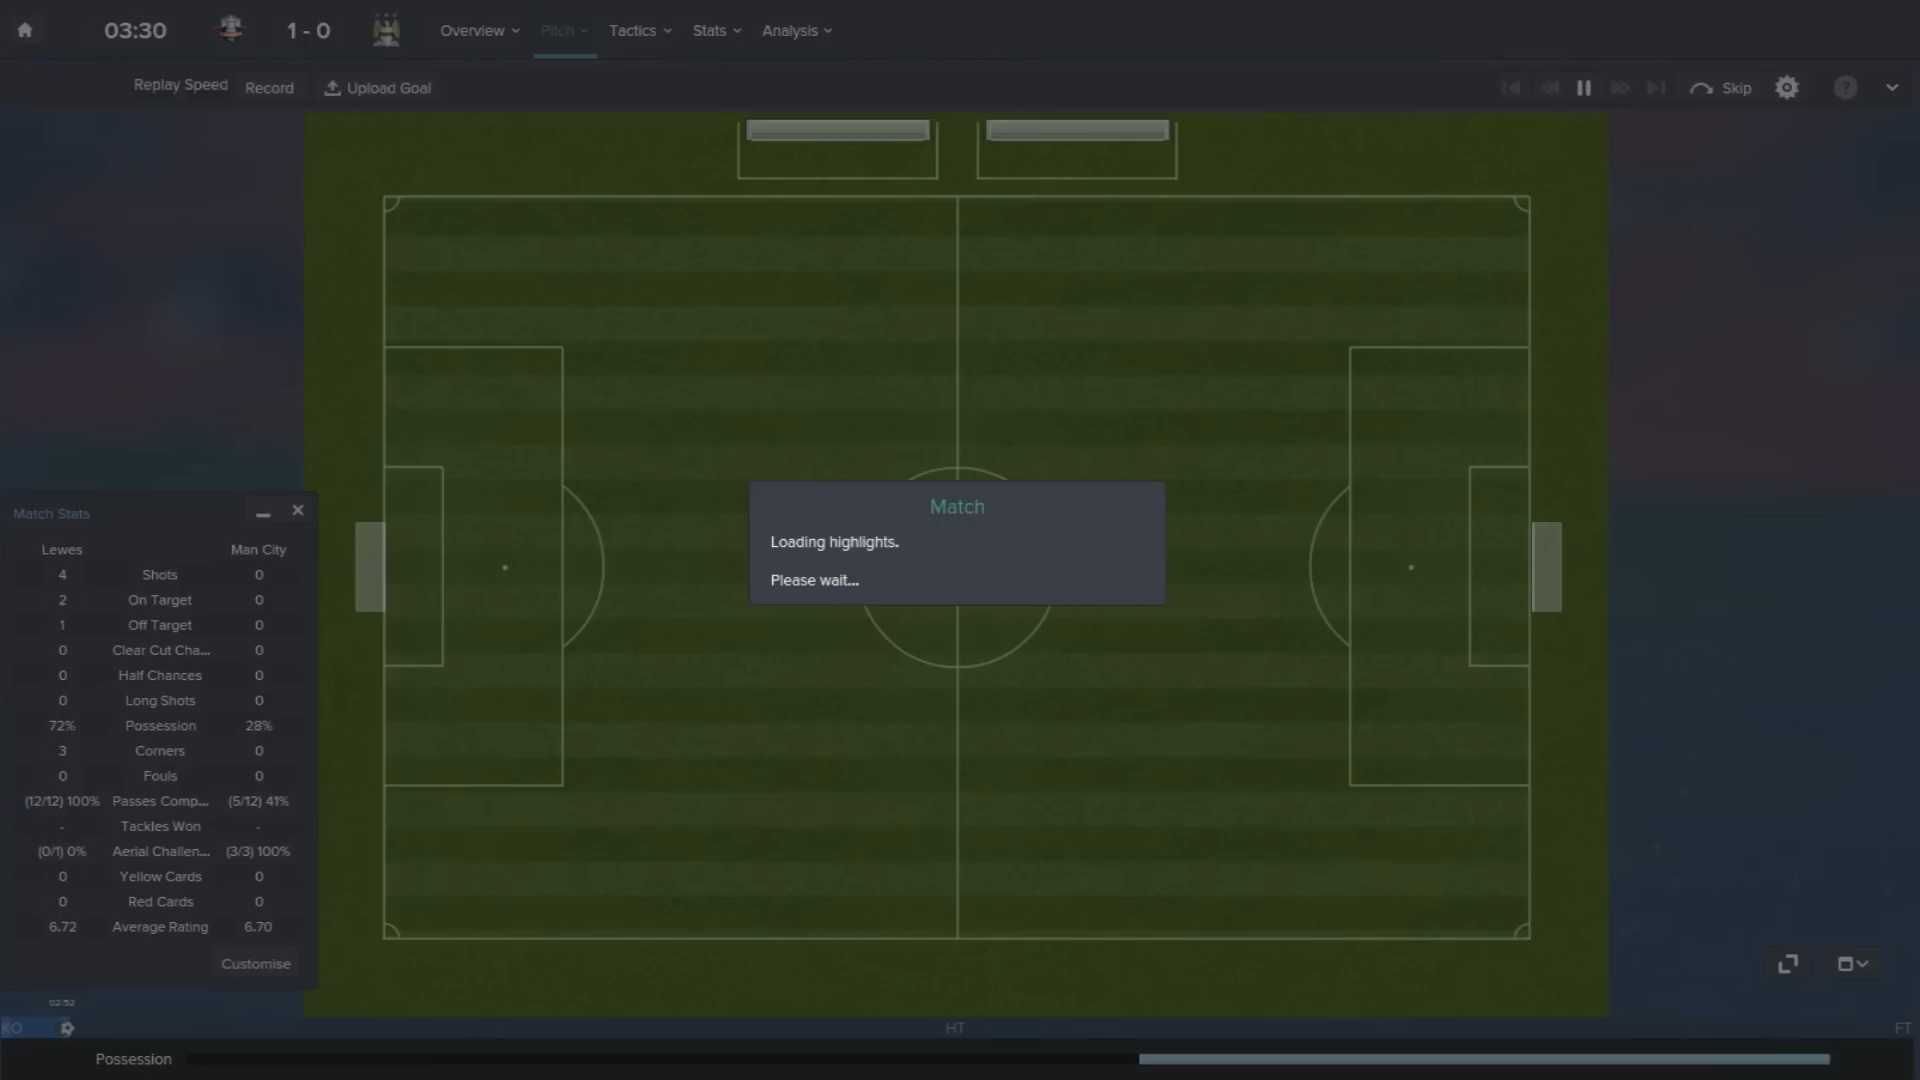 03:30 1 - 0 Overview Pitch Tactics Stats Analysis
Replay Speed Record Upload Goal Skip ?
Match
Loading highlights.
Please wait...
Match Stats
Lewes Man City
4 Shots 0
2 On Target 0
1 Off Target 0
0 Clear Cut Cha... 0
0 Half Chances 0
0 Long Shots 0
72% Possession 28%
3 Corners 0
0 Fouls 0
(12/12) 100% Passes Comp... (5/12) 41%
- Tackles Won -
(0/1) 0% Aerial Challen... (3/3) 100%
0 Yellow Cards 0
0 Red Cards 0
6.72 Average Rating 6.70
Customise
02:52
KO HT FT
Possession